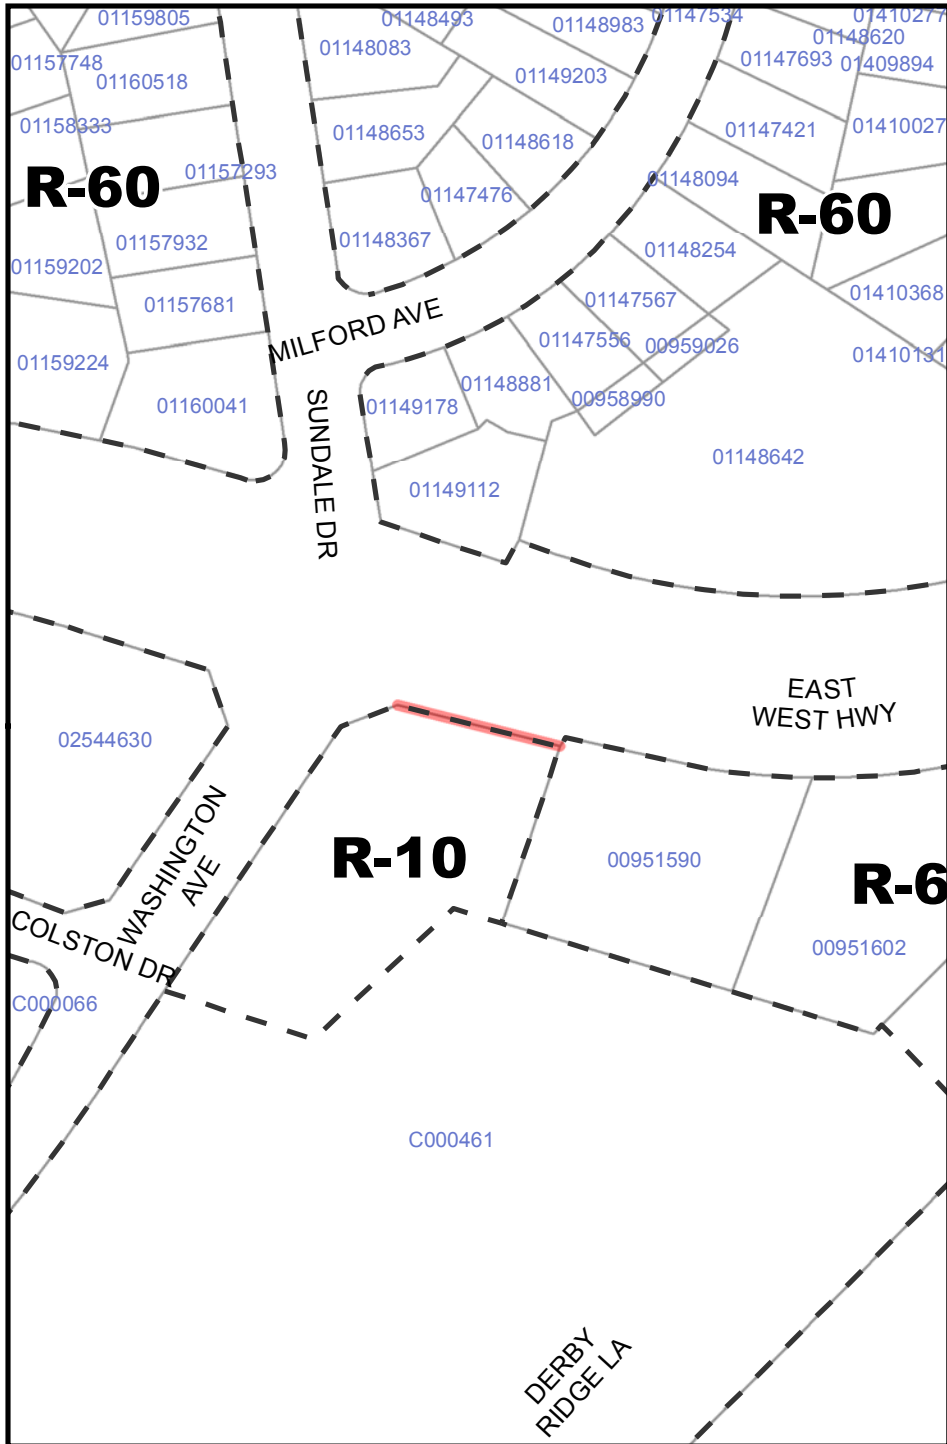 01159805
01148493
01148983
01147534
01410277
01148620
01148083
01157748
01160518
01149203
01147693
01409894
01158333
01148653
01148618
01147421
01410027
01157293
R-60
01147476
01148094
R-60
01157932
01148367
01148254
01159202
01157681
01147567
01410368
MILFORD AVE
01147556
00959026
01410131
01159224
01148881
01160041
01149178
00958990
SUNDALE DR
01148642
01149112
EAST
WEST HWY
02544630
WASHINGTON
AVE
R-10
00951590
R-6
COLSTON DR
00951602
C000066
C000461
DERBY
RIDGE LA